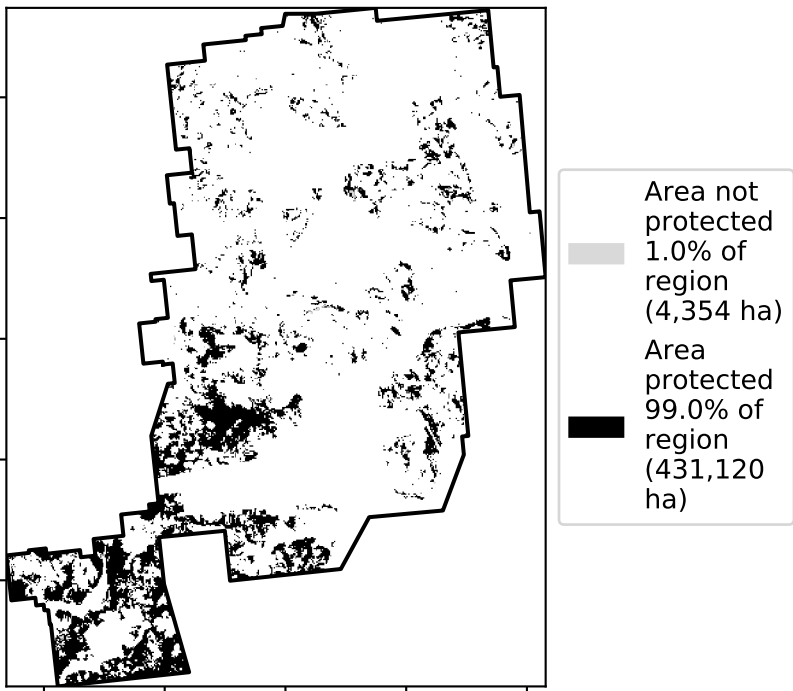 Area not
protected
1.0% of
region
(4,354 ha)
Area
protected
99.0% of
region
(431,120
ha)